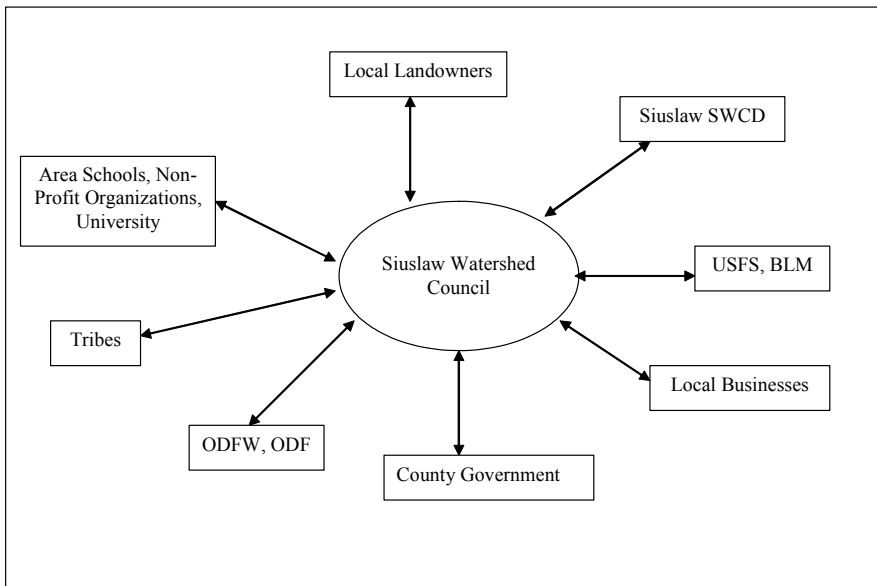 Local Landowners
Siuslaw SWCD
Area Schools, Non-
Profit Organizations,
University
Siuslaw Watershed
Council
USFS, BLM
Tribes
Local Businesses
ODFW, ODF
County Government